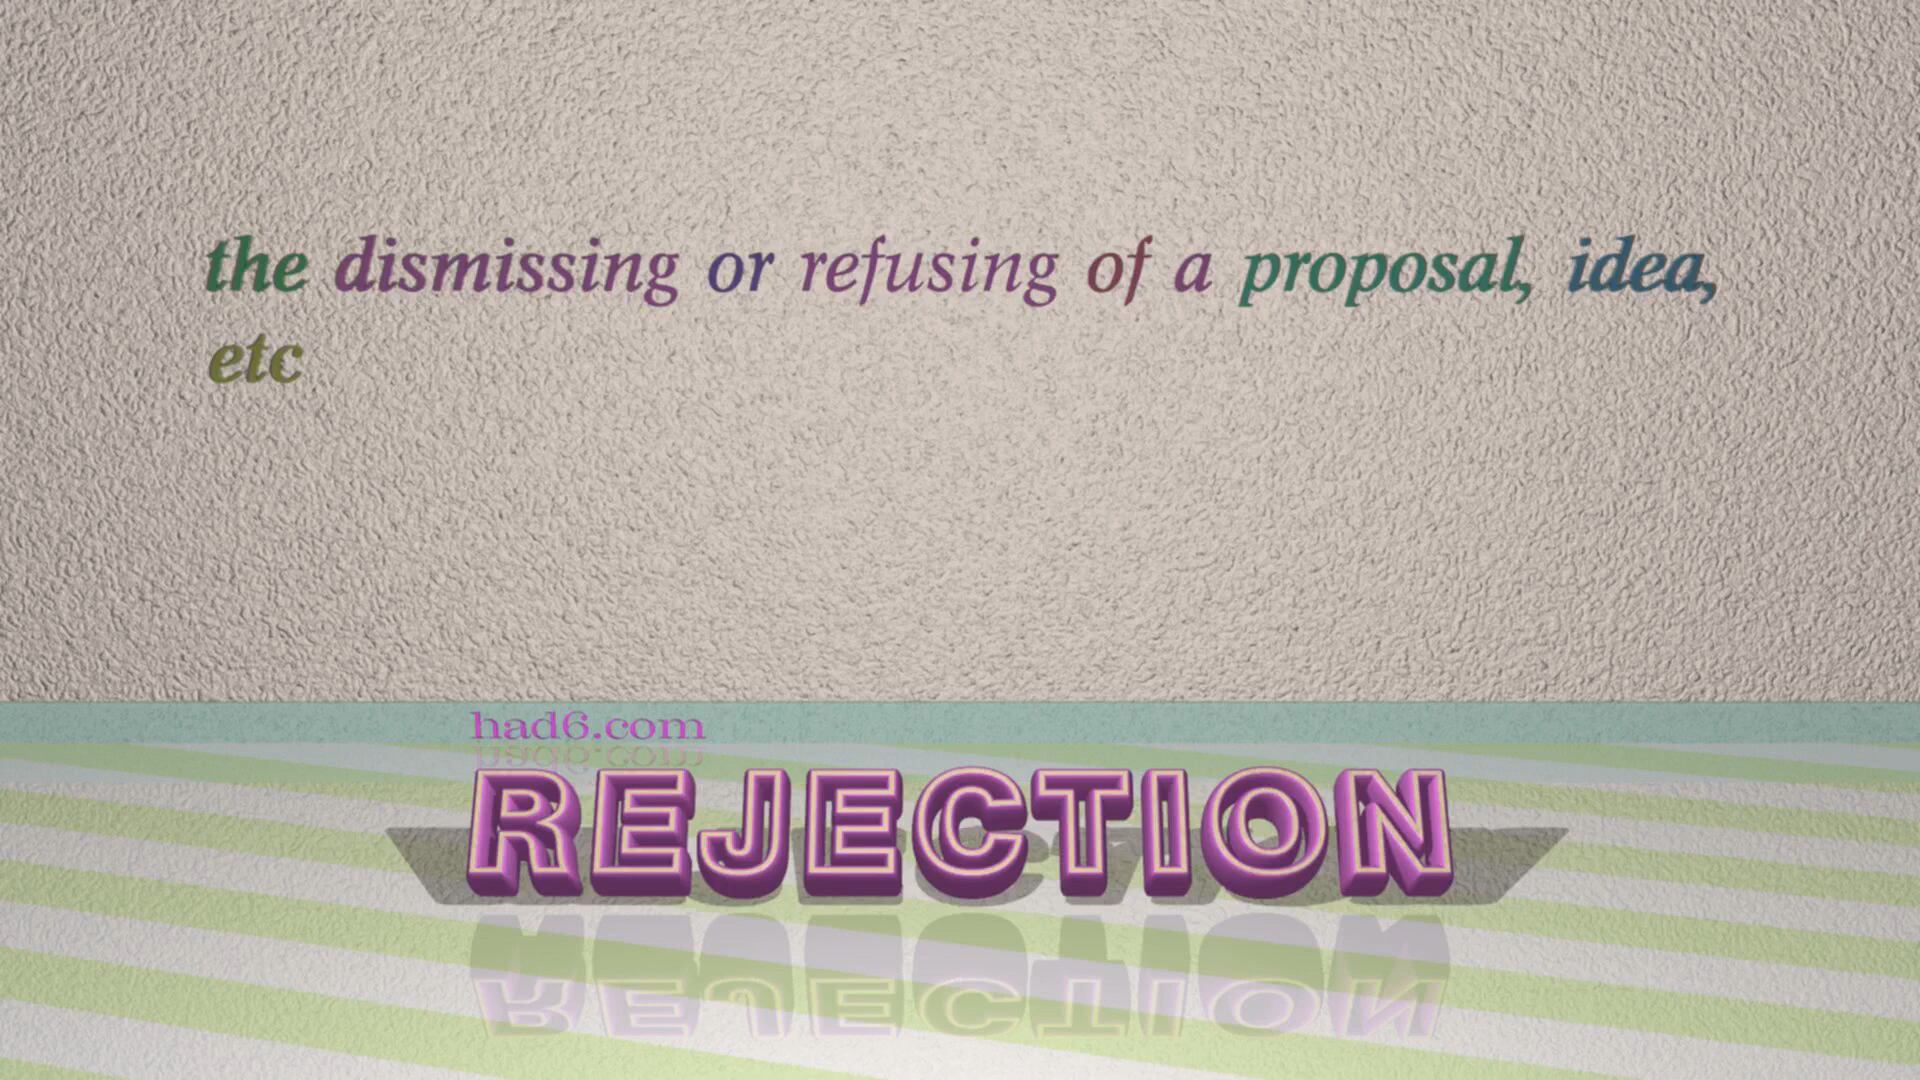 the dismissing or refusing of a proposal, idea,
etc
had6.com
REJECTION